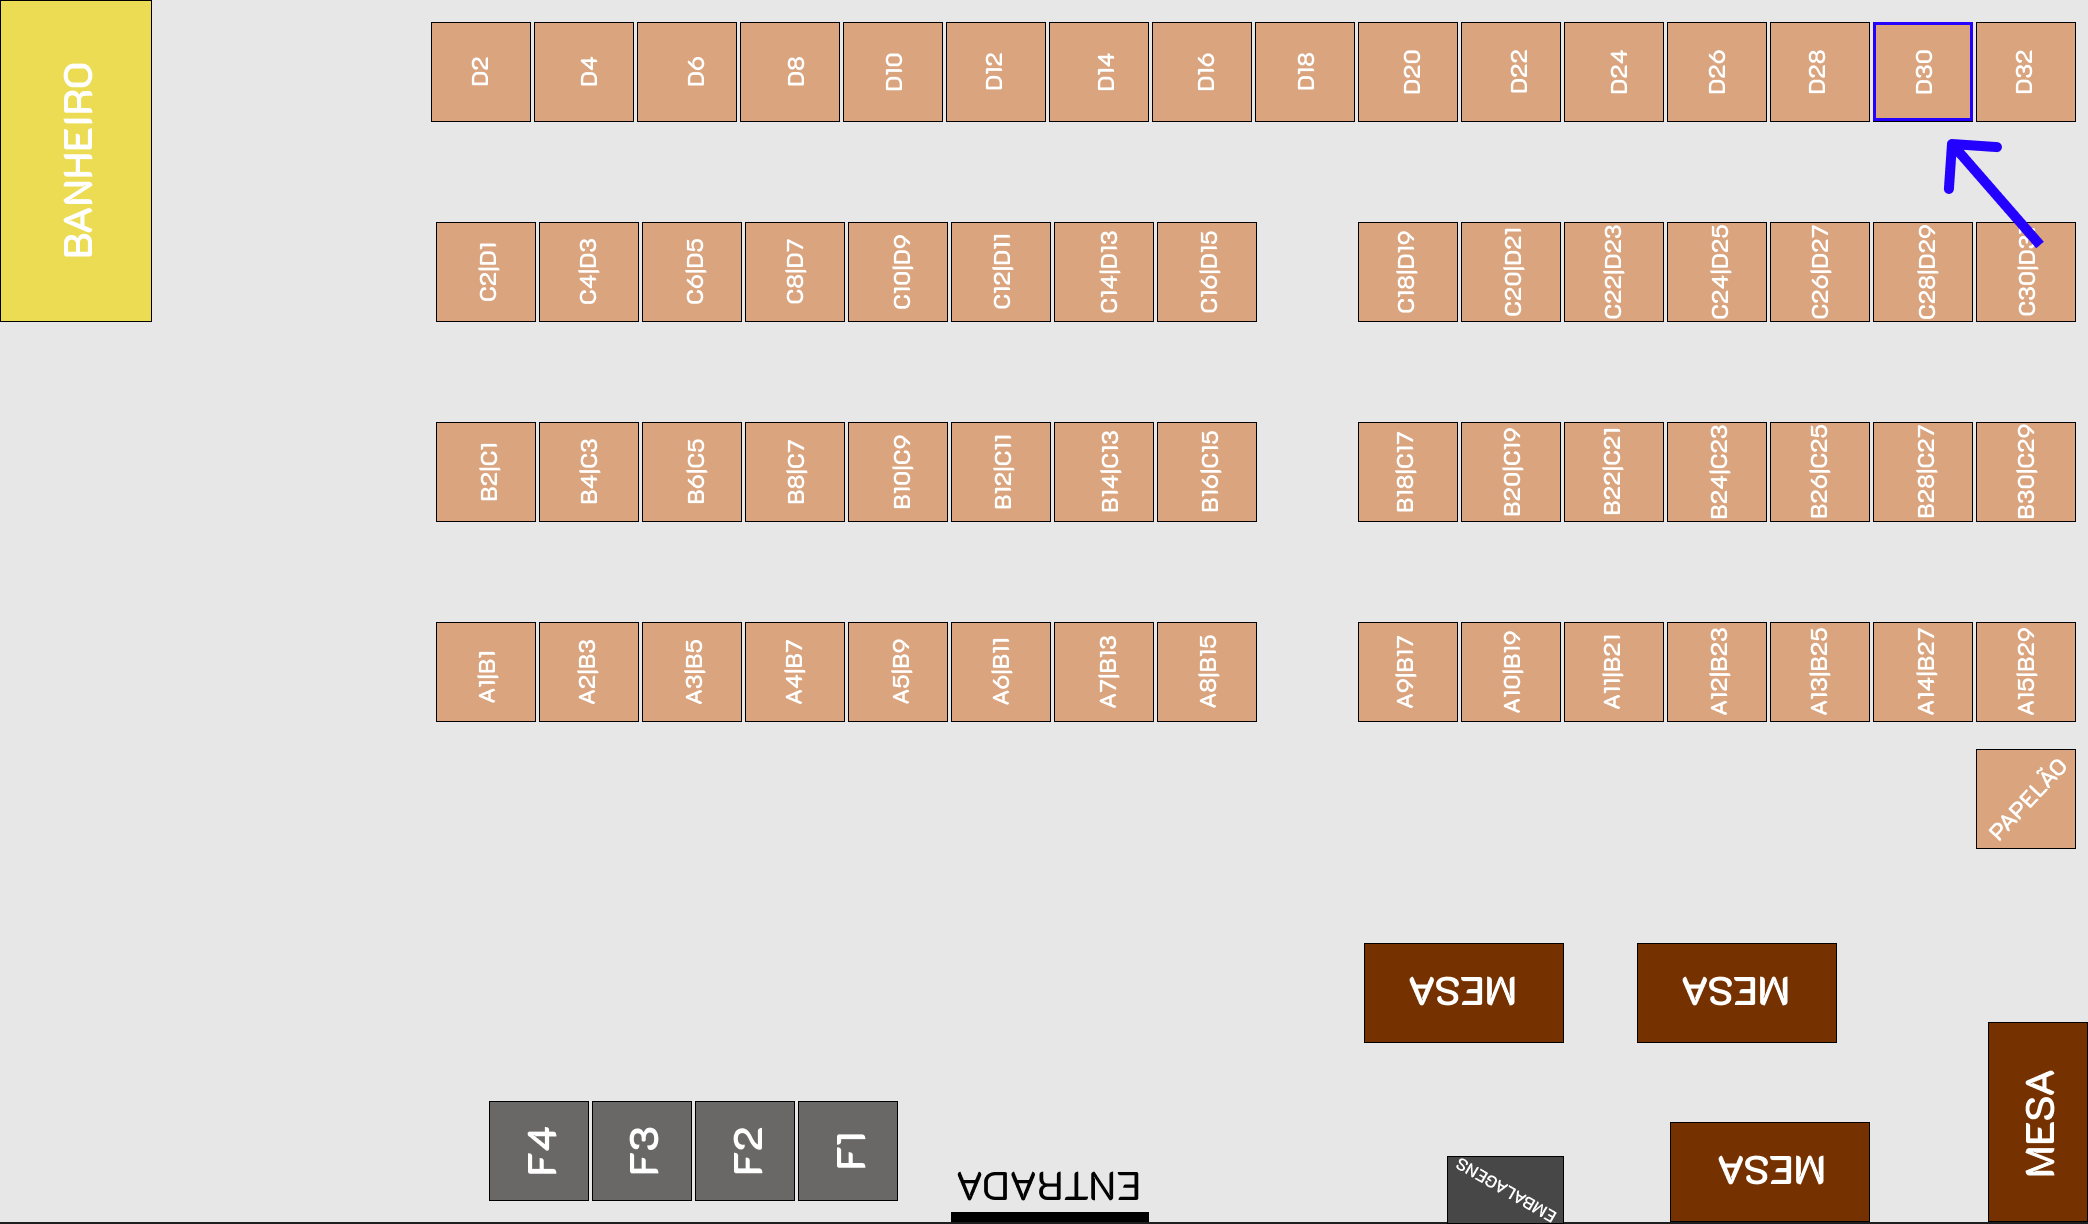 BANHEIRO
D2 D4 D6 D8 D10 D12 D14 D16 D18 D20 D22 D24 D26 D28 D30 D32
C2|D1 C4|D3 C6|D5 C8|D7 C10|D9 C12|D11 C14|D13 C16|D15 C18|D19 C20|D21 C22|D23 C24|D25 C26|D27 C28|D29
B2|C1 B4|C3 B6|C5 B8|C7 B10|C9 B12|C11 B14|C13 B16|C15 B18|C17 B20|C19 B22|C21 B24|C23 B26|C25 B28|C27 B30|C29
A1|B1 A2|B3 A3|B5 A4|B7 A5|B9 A6|B11 A7|B13 A8|B15 A9|B17 A10|B19 A11|B21 A12|B23 A13|B25 A14|B27 A15|B29
PAPELÃO
MESA MESA
MESA
F4 F3 F2 F1
ENTRADA
EMBALAGENS
MESA